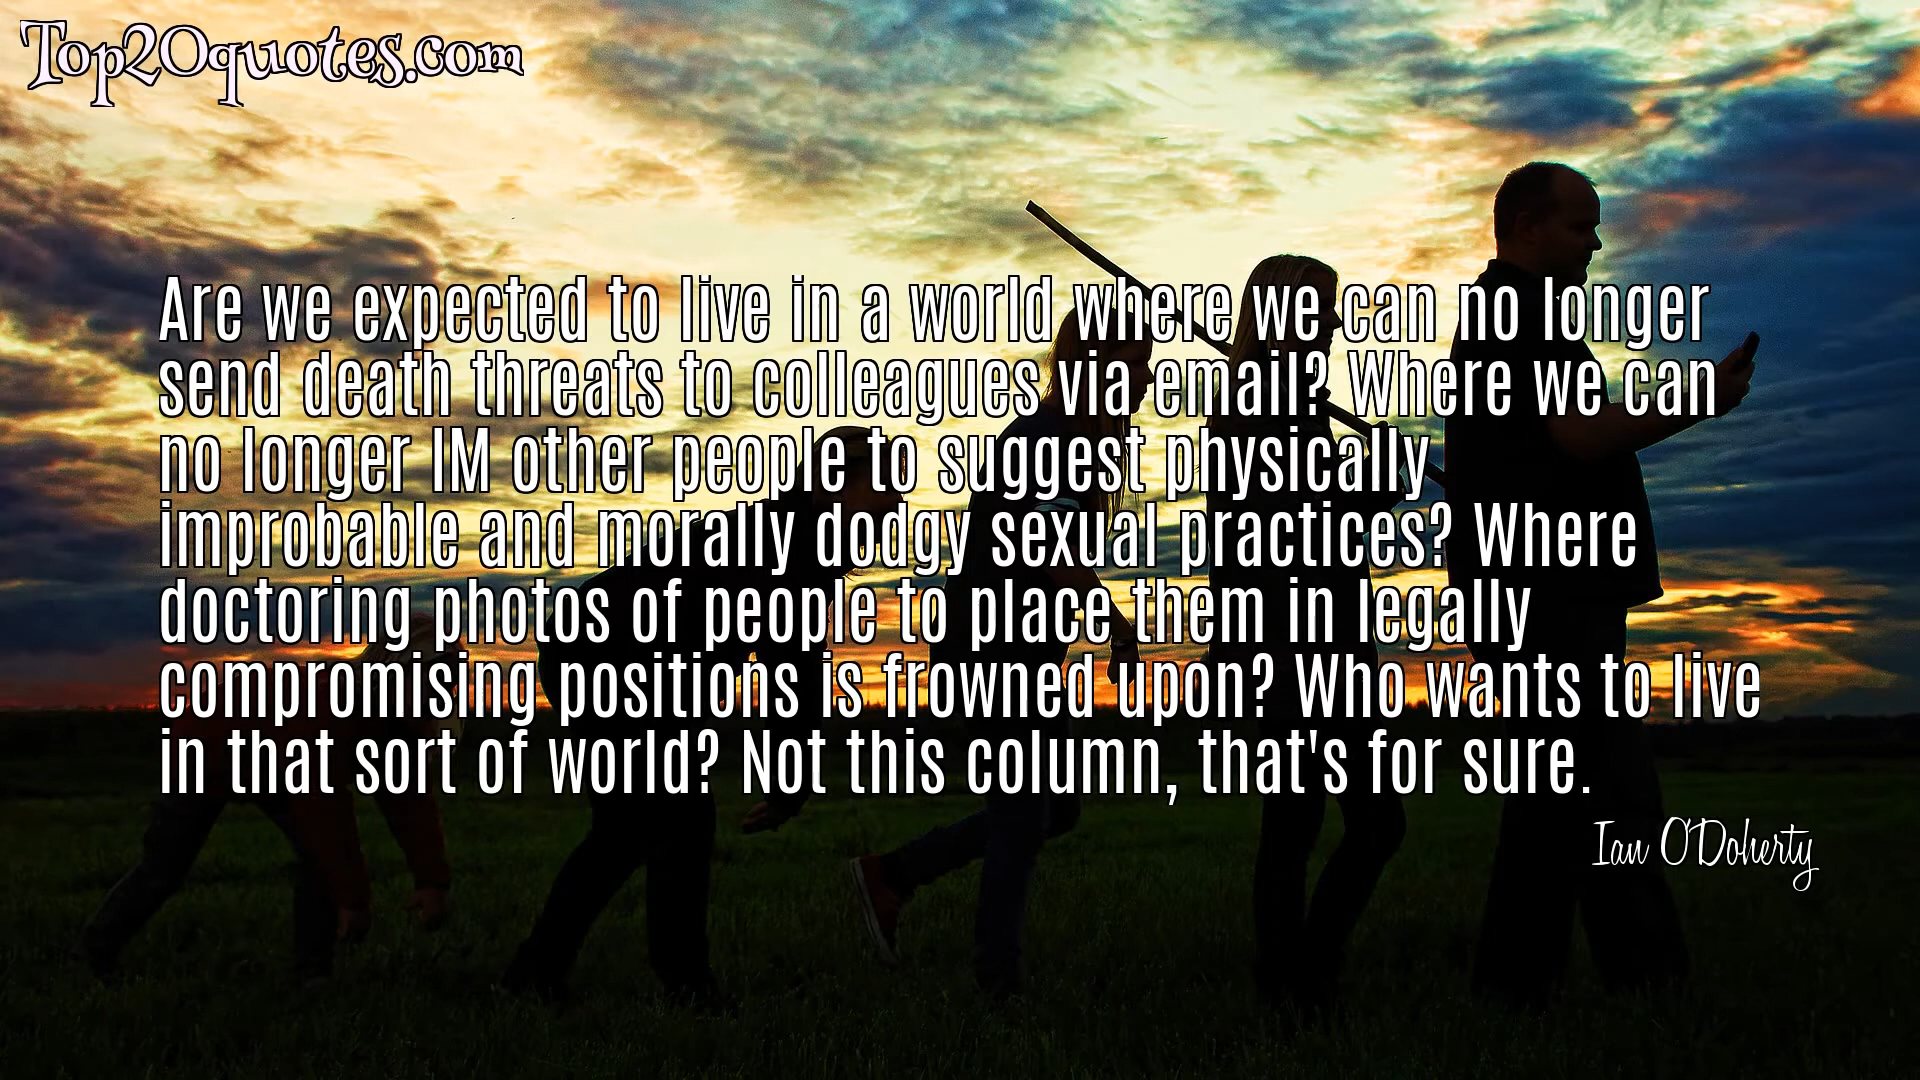 Top20quotes.com
Are we expected to live in a world where we can no longer
send death threats to colleagues via email? Where we can
no longer IM other people to suggest physically
improbable and morally dodgy sexual practices? Where
doctoring photos of people to place them in legally
compromising positions is frowned upon? Who wants to live
in that sort of world? Not this column, that's for sure.
Ian O'Doherty